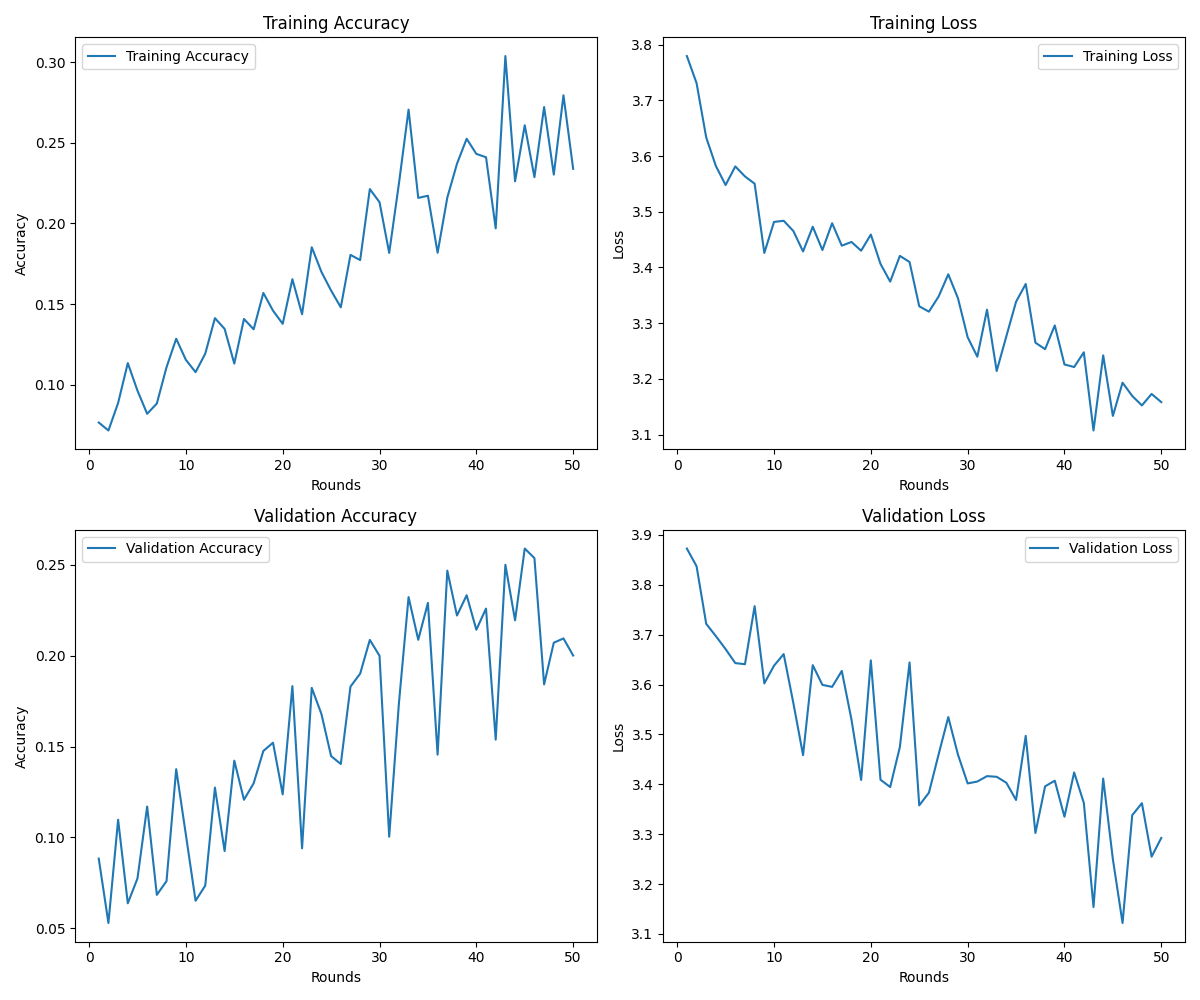 Training Accuracy
Training Accuracy
0.30
0.25
0.20
0.15
0.10
Accuracy
0 10 20 30 40 50
Rounds
Training Loss
Training Loss
3.8
3.7
3.6
3.5
3.4
3.3
3.2
3.1
Loss
0 10 20 30 40 50
Rounds
Validation Accuracy
Validation Accuracy
0.25
0.20
0.15
0.10
0.05
Accuracy
0 10 20 30 40 50
Rounds
Validation Loss
Validation Loss
3.9
3.8
3.7
3.6
3.5
3.4
3.3
3.2
3.1
Loss
0 10 20 30 40 50
Rounds